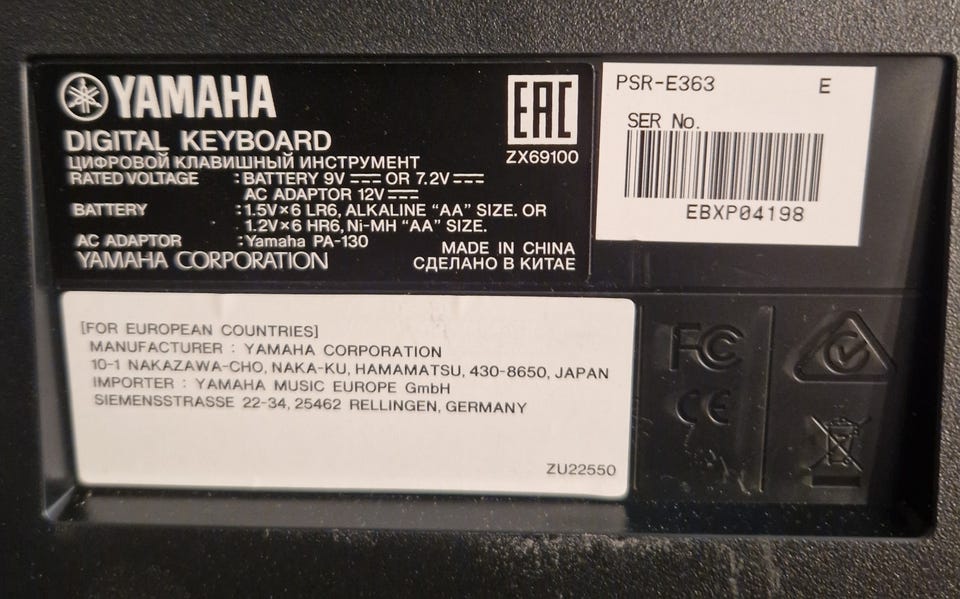 YAMAHA
DIGITAL KEYBOARD
ЦИФРОВОЙ КЛАВИШНЫЙ ИНСТРУМЕНТ
RATED VOLTAGE : BATTERY 9V ⎓ OR 7.2V ⎓
AC ADAPTOR 12V ⎓
BATTERY : 1.5V×6 LR6, ALKALINE “AA” SIZE. OR
1.2V×6 HR6, Ni-MH “AA” SIZE.
AC ADAPTOR : Yamaha PA-130
YAMAHA CORPORATION
EAC
ZX69100
MADE IN CHINA
СДЕЛАНО В КИТАЕ
PSR-E363 E
SER No.
EBXP04198
[FOR EUROPEAN COUNTRIES]
MANUFACTURER : YAMAHA CORPORATION
10-1 NAKAZAWA-CHO, NAKA-KU, HAMAMATSU, 430-8650, JAPAN
IMPORTER : YAMAHA MUSIC EUROPE GmbH
SIEMENSSTRASSE 22-34, 25462 RELLINGEN, GERMANY
ZU22550
FC
CE